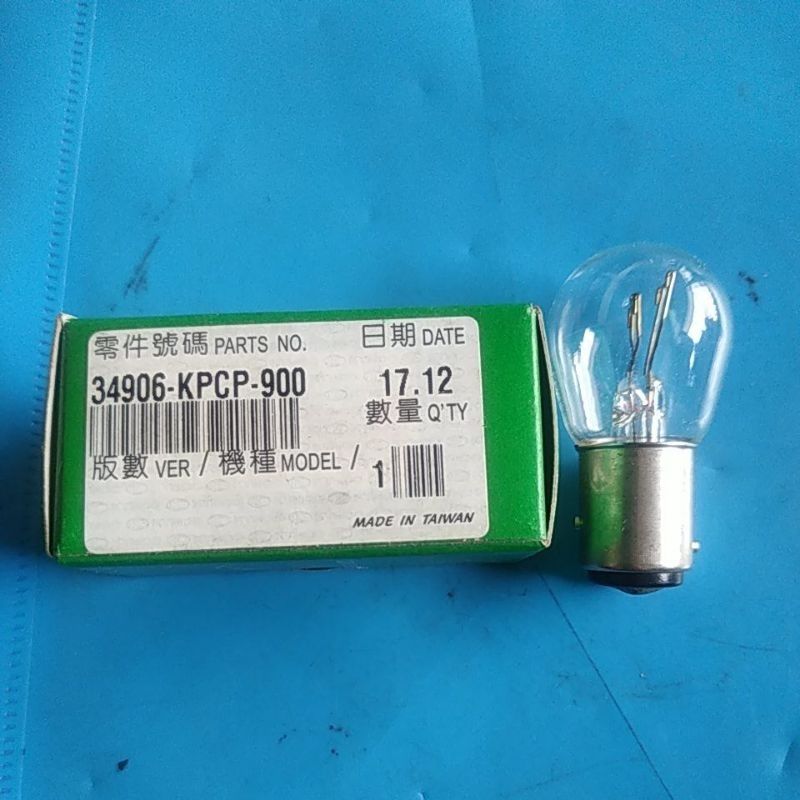 零件號碼 PARTS NO.
日期 DATE
34906-KPCP-900
17.12
數量 Q'TY
版數 VER / 機種 MODEL /
1
MADE IN TAIWAN